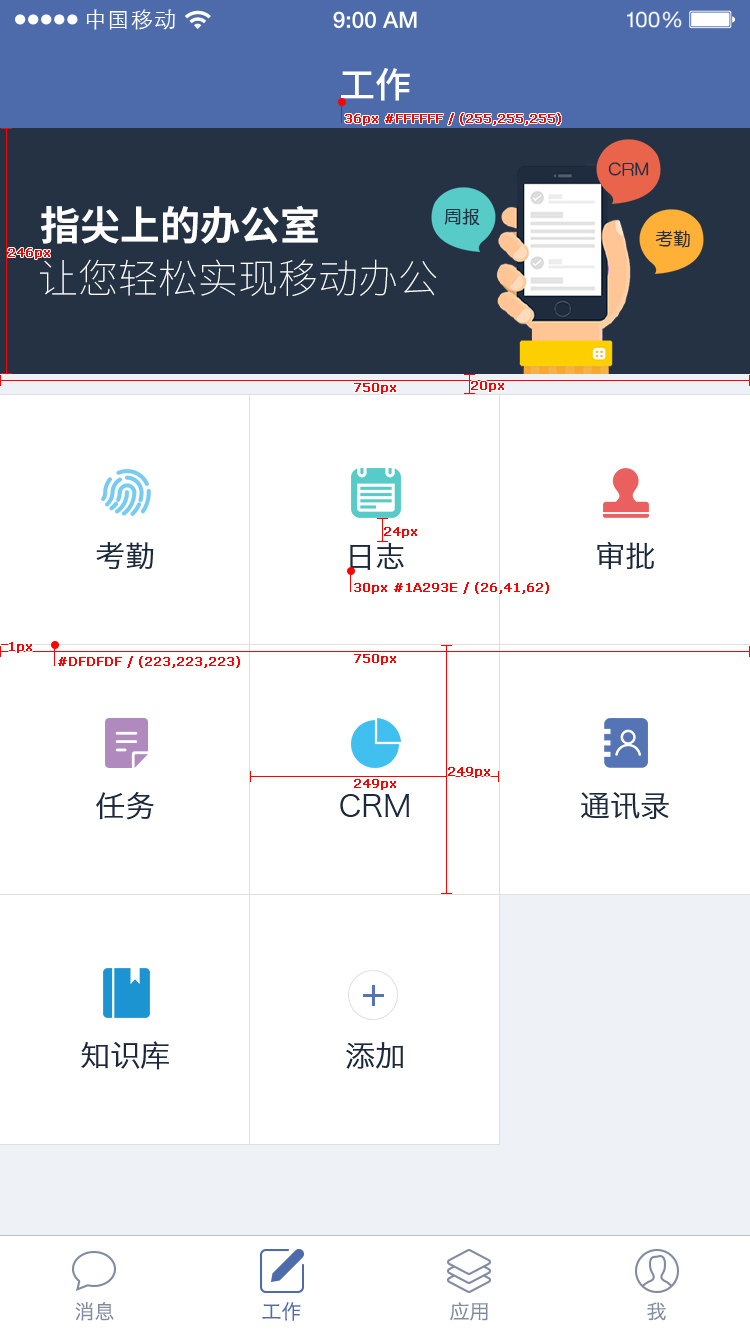 中国移动 9:00 AM 100%
工作
36px #FFFFFF / (255,255,255)
CRM
周报
考勤
指尖上的办公室
246px
让您轻松实现移动办公
750px 20px
24px
考勤 日志 审批
30px #1A293E / (26,41,62)
1px
#DFDFDF / (223,223,223)
750px
249px
249px
任务 CRM 通讯录
知识库 添加
消息 工作 应用 我